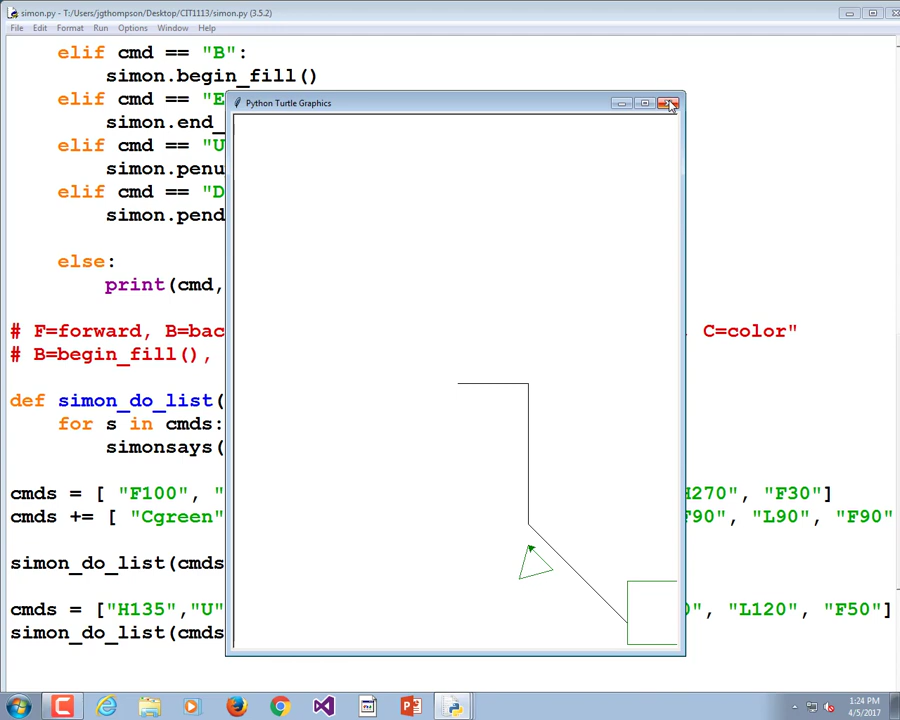 simon.py - T:/Users/jgthompson/Desktop/CIT1113/simon.py (3.5.2)
File Edit Format Run Options Window Help
elif cmd == "B":
simon.begin_fill()
elif cmd == "E
simon.end_
elif cmd == "U
simon.penu
elif cmd == "D
simon.pend
else:
print(cmd,
# F=forward, B=bac C=color"
# B=begin_fill(),
def simon_do_list(
for s in cmds:
simonsays(
cmds = [ "F100", " H270", "F30"]
cmds += [ "Cgreen" F90", "L90", "F90"
simon_do_list(cmds
cmds = ["H135","U" 0", "L120", "F50"]
simon_do_list(cmds
Python Turtle Graphics
1:24 PM
4/5/2017